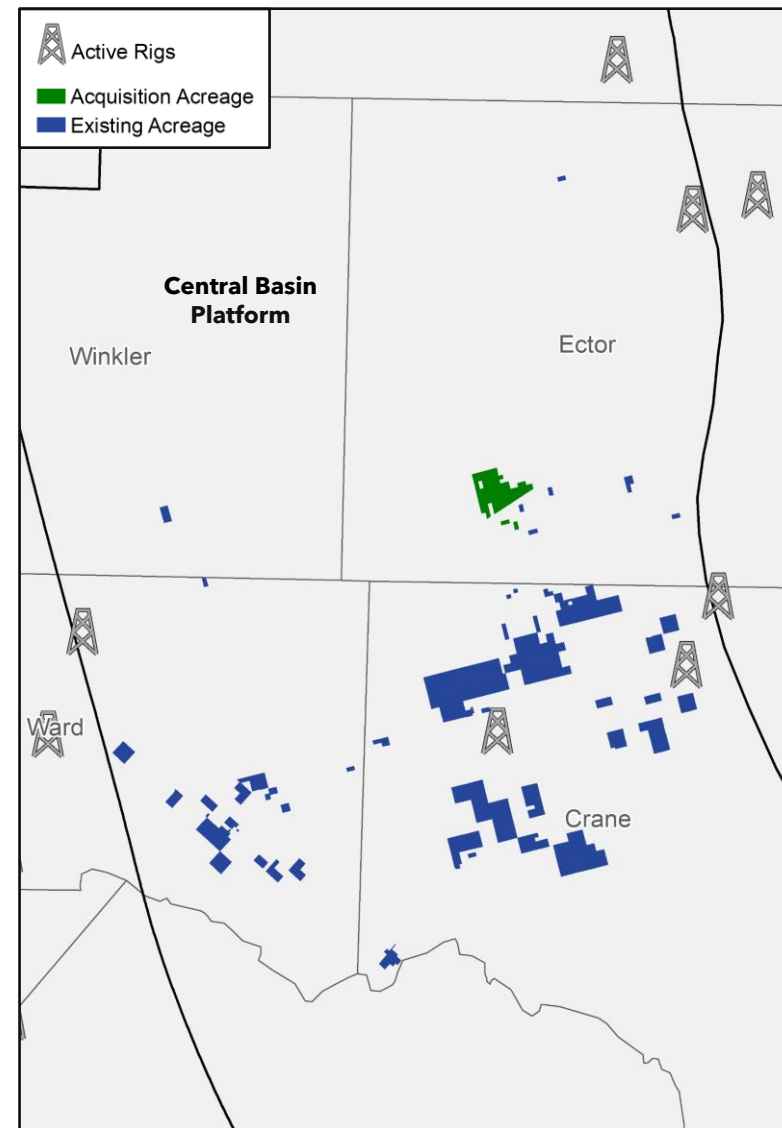 Active Rigs
Acquisition Acreage
Existing Acreage
Central Basin
Platform
Winkler
Ector
Ward
Crane